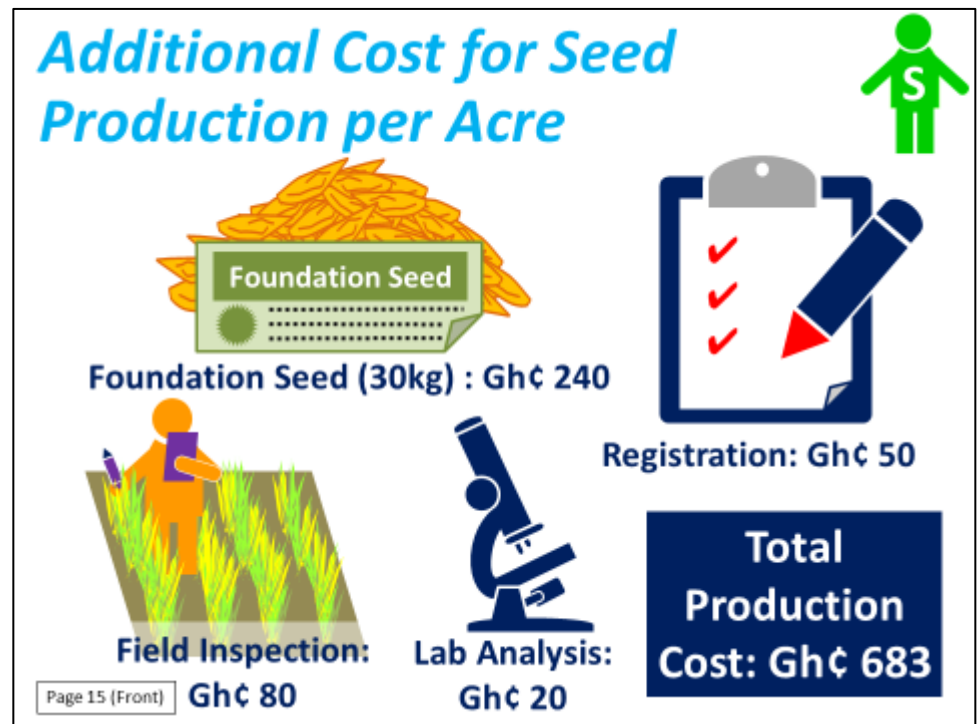 Additional Cost for Seed
Production per Acre
S
Foundation Seed
Foundation Seed (30kg) : Gh¢ 240
Registration: Gh¢ 50
Field Inspection:
Gh¢ 80
Lab Analysis:
Gh¢ 20
Total
Production
Cost: Gh¢ 683
Page 15 (Front)